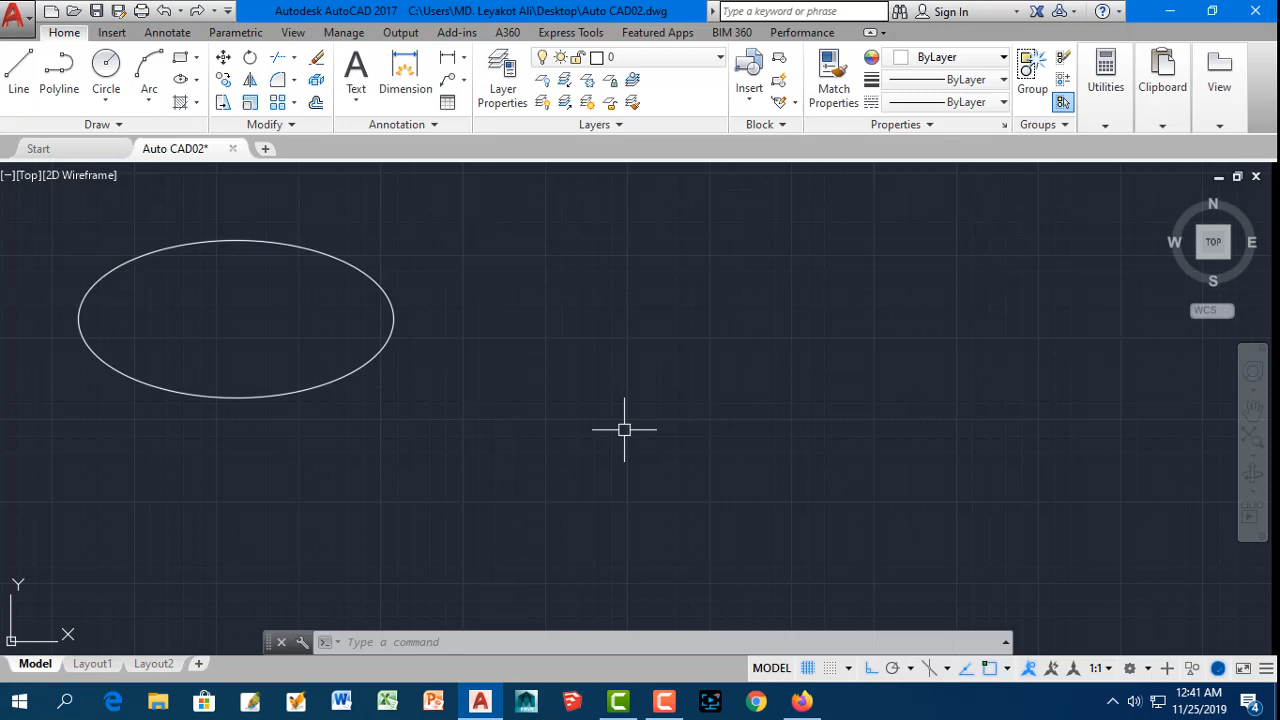 Autodesk AutoCAD 2017 C:\Users\MD. Leyakot Ali\Desktop\Auto CAD02.dwg
Type a keyword or phrase
Sign In
Home Insert Annotate Parametric View Manage Output Add-ins A360 Express Tools Featured Apps BIM 360 Performance
0
ByLayer
ByLayer
ByLayer
Line Polyline Circle Arc
Text Dimension
Layer Properties
Insert
Match Properties
Group
Utilities
Clipboard
View
Draw Modify Annotation Layers Block Properties Groups
Start Auto CAD02*
[−][Top][2D Wireframe]
N
W TOP E
S
WCS
Y
X
Type a command
Model Layout1 Layout2
MODEL 1:1
12:41 AM
11/25/2019
4